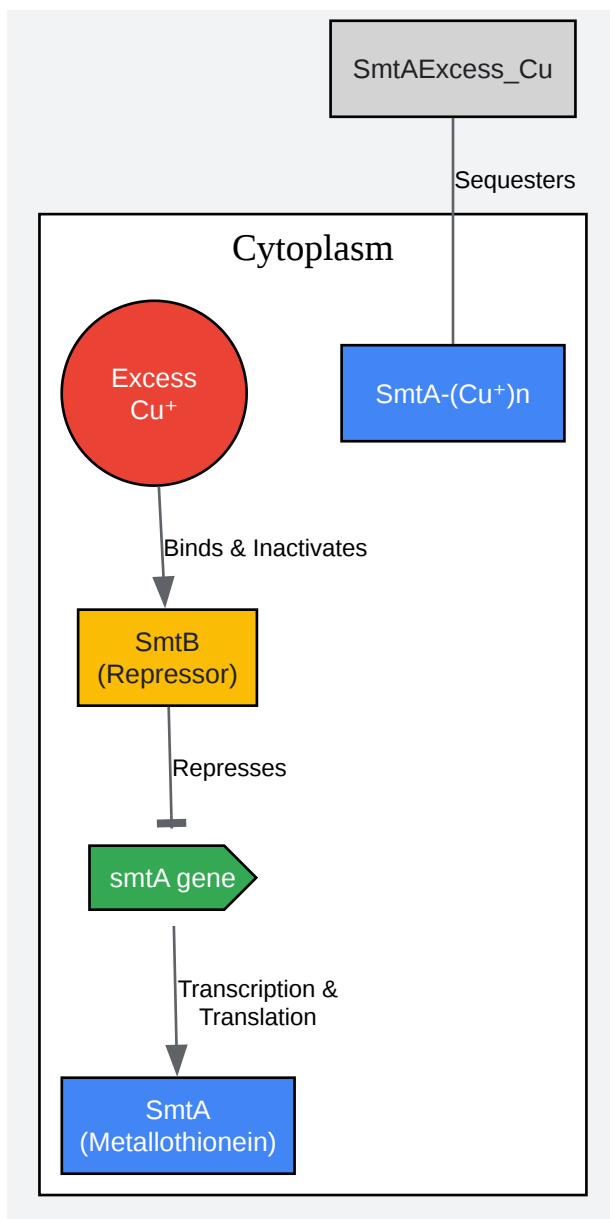 SmtAExcess_Cu
Sequesters
Cytoplasm
Excess
Cu⁺
SmtA-(Cu⁺)n
Binds & Inactivates
SmtB
(Repressor)
Represses
smtA gene
Transcription &
Translation
SmtA
(Metallothionein)